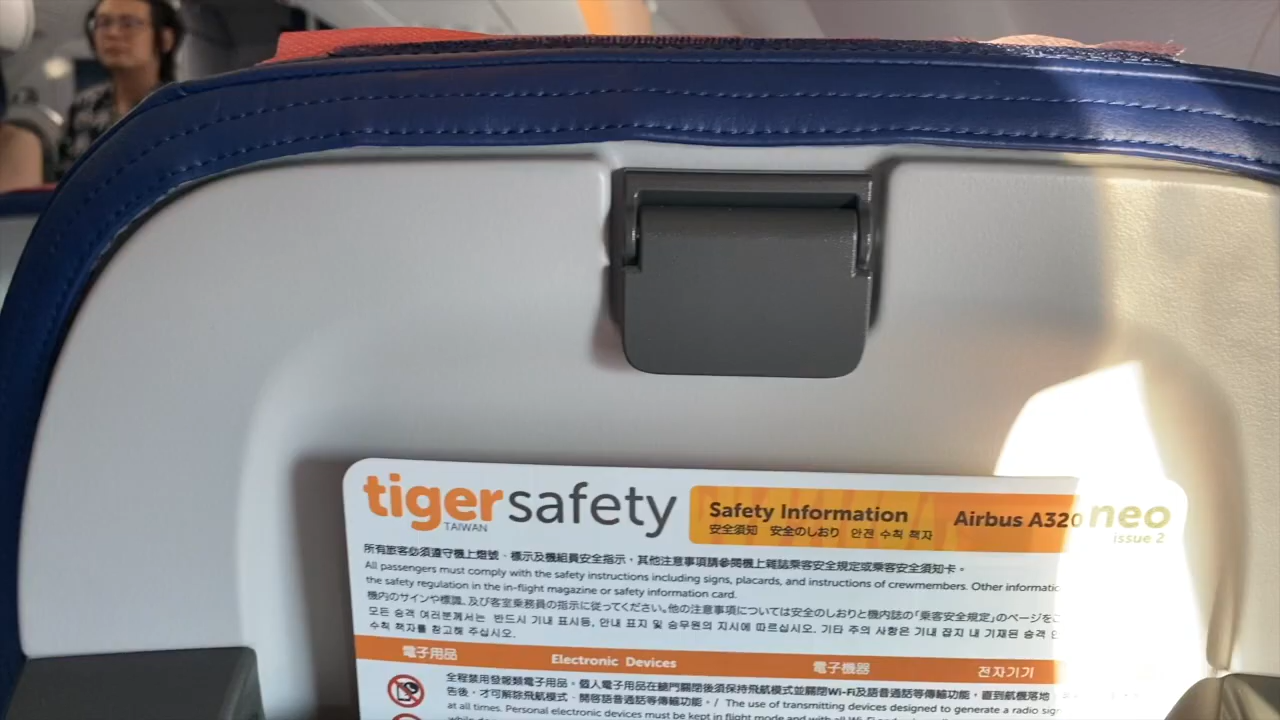 tigersafety
TAIWAN
Safety Information
安全須知 安全のしおり 안전 수칙 책자
Airbus A320neo
issue 2
所有旅客必須遵守機上燈號、標示及機組員安全指示，其他注意事項請參閱機上雜誌乘客安全規定或乘客安全須知卡。
All passengers must comply with the safety instructions including signs, placards, and instructions of crewmembers. Other
the safety regulation in the in-flight magazine or safety information card.
機内のサインや標識、及び客室乗務員の指示に従ってください。他の注意事項については安全のしおりと機内誌の「乗客安全規定」のページを
모든 승객 여러분께서는 반드시 기내 표시등, 안내 표지 및 승무원의 지시에 따르십시오. 기타 주의 사항은 기내 잡지 내 기재된 승객
수칙 책자를 참고해 주십시오.
電子用品 Electronic Devices 電子機器 전자기기
全程禁用發報類電子用品。個人電子用品在艙門關閉後須保持飛航模式並關閉Wi-Fi及語音通話等傳輸功能，直到航機落地
告後，才可解除飛航模式、開啓語音通話等傳輸功能。/ The use of transmitting devices designed to generate a radio
at all times. Personal electronic devices must be kept in flight mode and with all